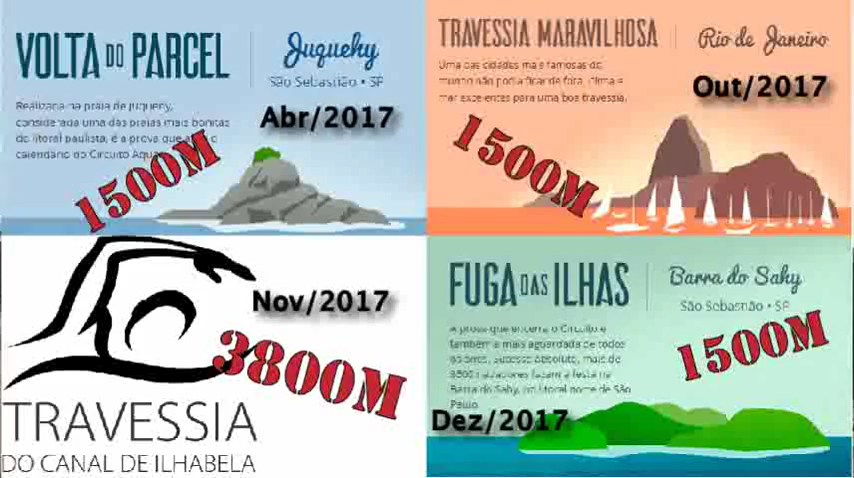 VOLTA DO PARCEL
Juquehy
São Sebastião • SP
Realizada na praia de Juquehy,
considerada uma das praias mais bonitas
do litoral paulista, é a prova que
calendário do Circuito
Abr/2017
1500M
TRAVESSIA MARAVILHOSA
Rio de Janeiro
Uma das cidades mais famosas do
mundo não podia ficar de fora, clima e
mar excelentes para uma boa travessia.
Out/2017
1500M
Nov/2017
3800M
TRAVESSIA
DO CANAL DE ILHABELA
FUGA DAS ILHAS
Barra do Sahy
São Sebastião • SP
A prova que encerra o Circuito é
também a mais aguardada de todos
os anos, sucesso absoluto, mais de
nadadores fazem a festa na
Barra do Sahy, no litoral norte de São
Paulo.
1500M
Dez/2017